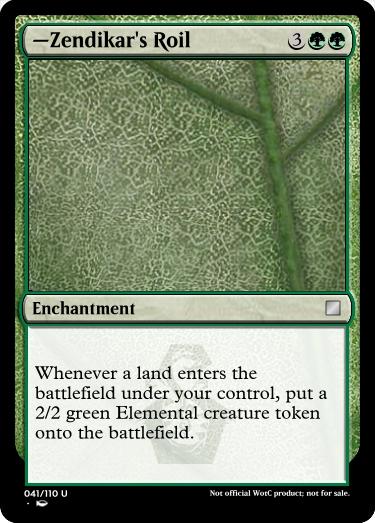 —Zendikar's Roil 3
Enchantment
Whenever a land enters the
battlefield under your control, put a
2/2 green Elemental creature token
onto the battlefield.
041/110 U
Not official WotC product; not for sale.